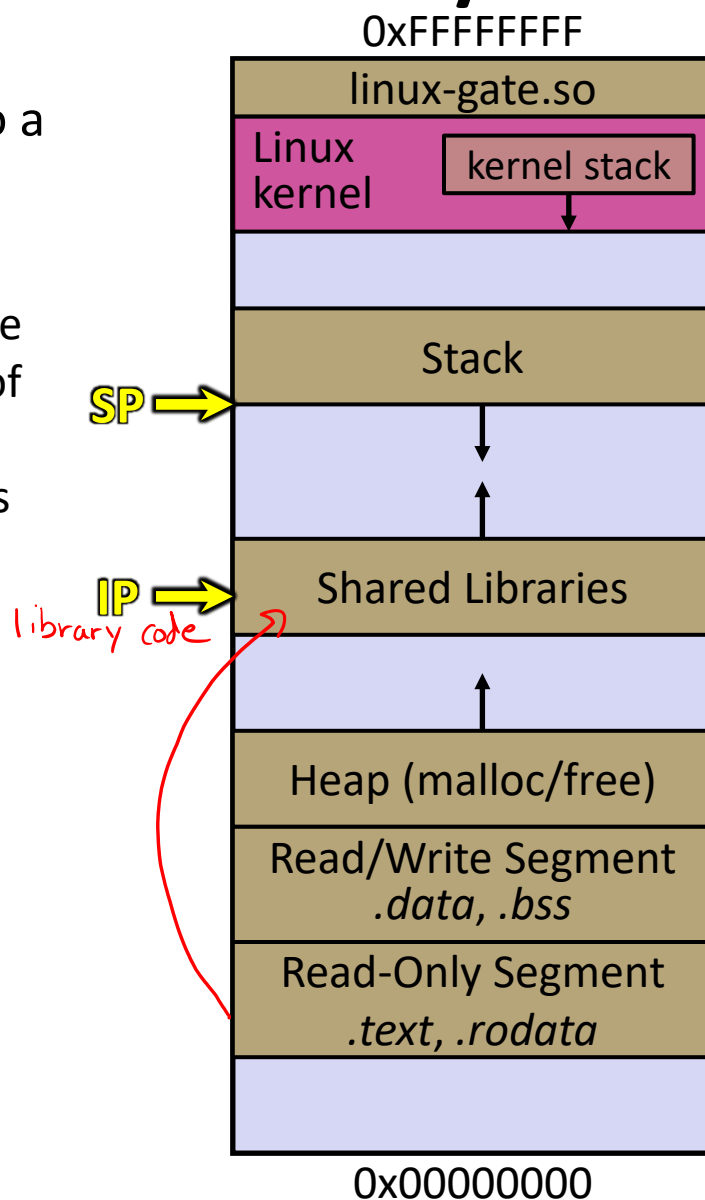 0xFFFFFFFF
linux-gate.so
Linux
kernel
kernel stack
a
e
Stack
of
SP
s
IP
Shared Libraries
library code
Heap (malloc/free)
Read/Write Segment
.data, .bss
Read-Only Segment
.text, .rodata
0x00000000